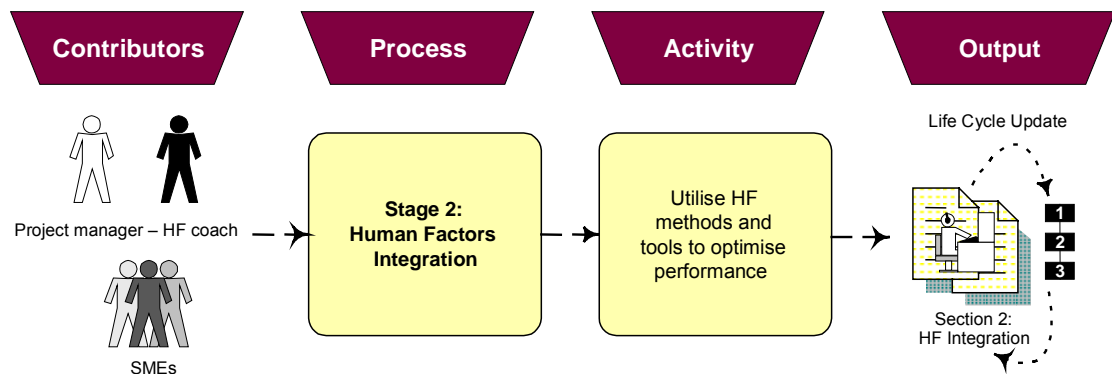 Contributors
Process
Activity
Output
Project manager – HF coach
SMEs
Stage 2:
Human Factors
Integration
Utilise HF
methods and
tools to optimise
performance
Life Cycle Update
1
2
3
Section 2:
HF Integration